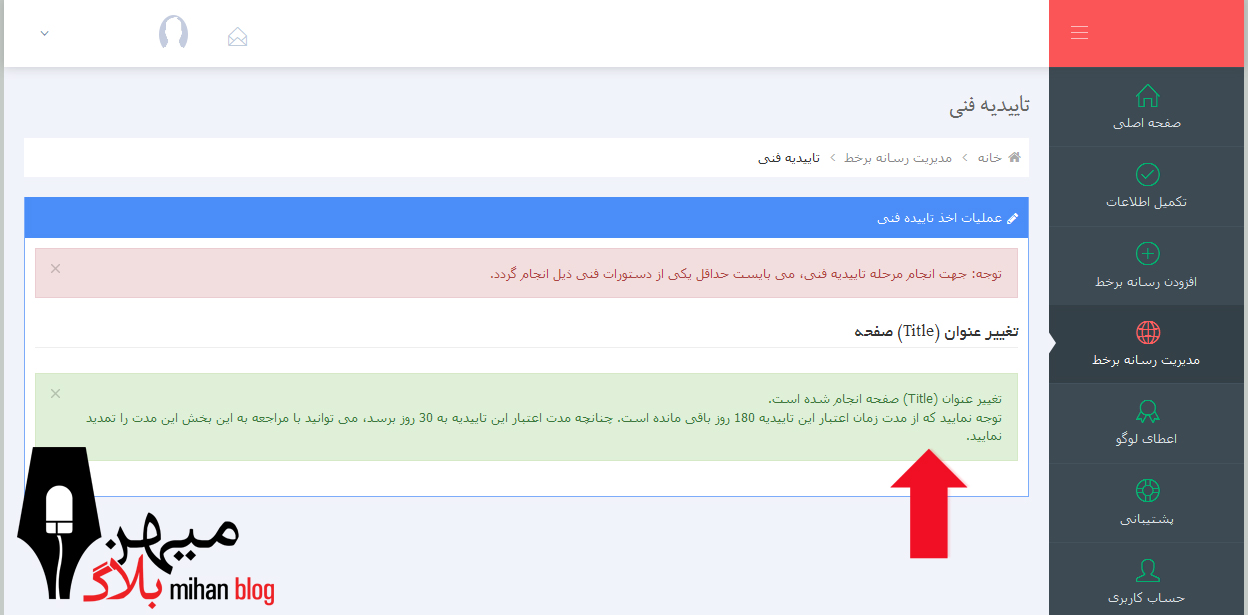 تاییدیه فنی
خانه > مدیریت رسانه برخط > تاییدیه فنی
عملیات اخذ تاییده فنی
توجه: جهت انجام مرحله تاییدیه فنی، می بایست حداقل یکی از دستورات فنی ذیل انجام گردد.
×
تغییر عنوان (Title) صفحه
تغییر عنوان (Title) صفحه انجام شده است.
×
توجه نمایید که از مدت زمان اعتبار این تاییدیه 180 روز باقی مانده است. چنانچه مدت اعتبار این تاییدیه به 30 روز برسد، می توانید با مراجعه به این بخش این مدت را تمدید
نمایید.
صفحه اصلی
تکمیل اطلاعات
افزودن رسانه برخط
مدیریت رسانه برخط
اعطای لوگو
پشتیبانی
حساب کاربری
میهن
بلاگ
mihan blog